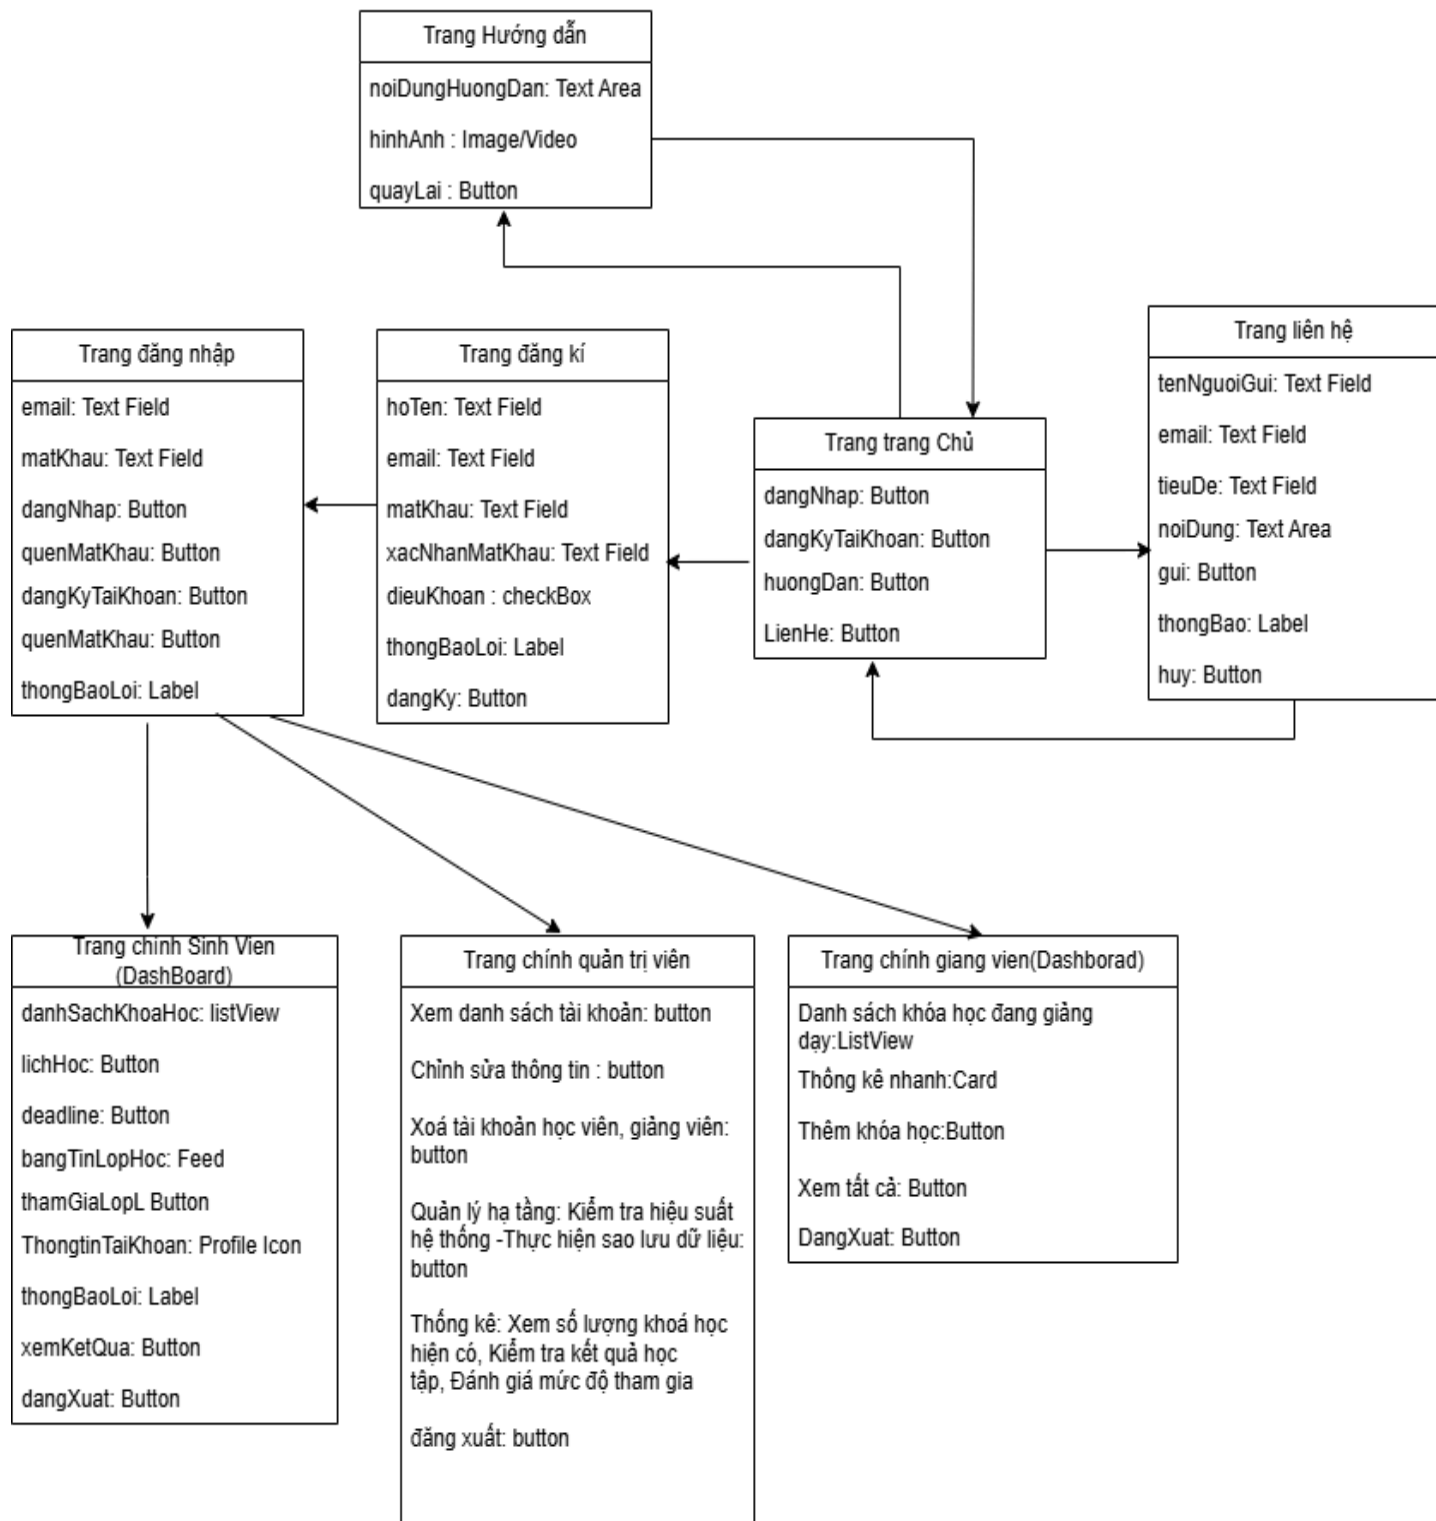 Trang Hướng dẫn
noiDungHuongDan: Text Area
hinhAnh : Image/Video
quayLai : Button
Trang đăng nhập
email: Text Field
matKhau: Text Field
dangNhap: Button
quenMatKhau: Button
dangKyTaiKhoan: Button
quenMatKhau: Button
thongBaoLoi: Label
Trang đăng kí
hoTen: Text Field
email: Text Field
matKhau: Text Field
xacNhanMatKhau: Text Field
dieuKhoan : checkBox
thongBaoLoi: Label
dangKy: Button
Trang trang Chủ
dangNhap: Button
dangKyTaiKhoan: Button
huongDan: Button
LienHe: Button
Trang liên hệ
tenNguoiGui: Text Field
email: Text Field
tieuDe: Text Field
noiDung: Text Area
gui: Button
thongBao: Label
huy: Button
Trang chinh Sinh Vien
(DashBoard)
danhSachKhoaHoc: listView
lichHoc: Button
deadline: Button
bangTinLopHoc: Feed
thamGiaLopL Button
ThongtinTaiKhoan: Profile Icon
thongBaoLoi: Label
xemKetQua: Button
dangXuat: Button
Trang chính quản trị viên
Xem danh sách tài khoản: button
Chỉnh sửa thông tin : button
Xoá tài khoản học viên, giảng viên:
button
Quản lý hạ tầng: Kiểm tra hiệu suất
hệ thống -Thực hiện sao lưu dữ liệu:
button
Thống kê: Xem số lượng khoá học
hiện có, Kiểm tra kết quả học
tập, Đánh giá mức độ tham gia
đăng xuất: button
Trang chính giang vien(Dashborad)
Danh sách khóa học đang giảng
dạy:ListView
Thống kê nhanh:Card
Thêm khóa học:Button
Xem tất cả: Button
DangXuat: Button